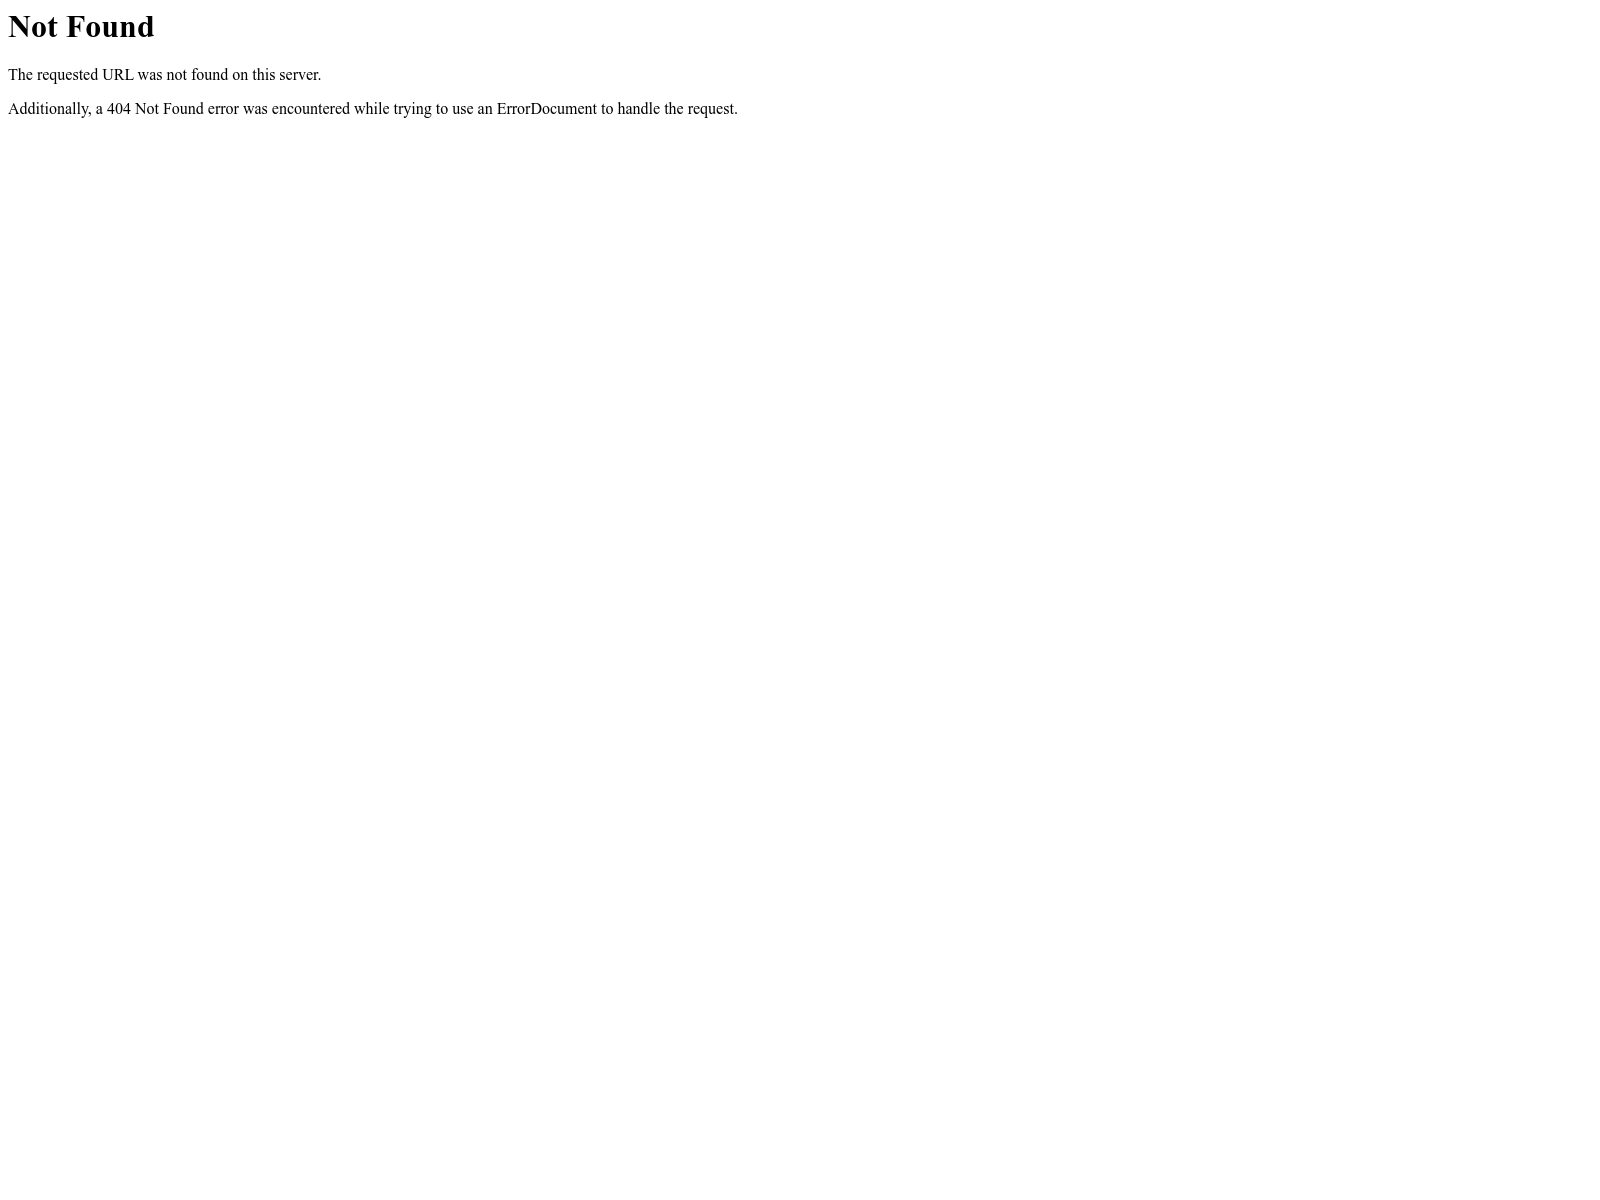 Not Found
The requested URL was not found on this server.
Additionally, a 404 Not Found error was encountered while trying to use an ErrorDocument to handle the request.